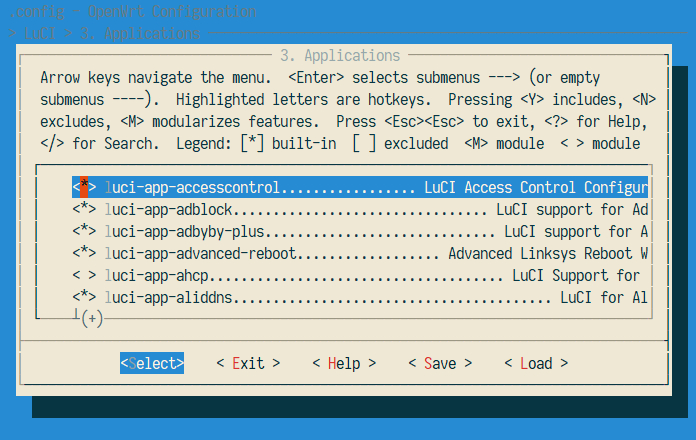 .config - OpenWrt Configuration
> LuCI > 3. Applications
3. Applications
Arrow keys navigate the menu.  <Enter> selects submenus ---> (or empty
submenus ----).  Highlighted letters are hotkeys.  Pressing <Y> includes, <N>
excludes, <M> modularizes features.  Press <Esc><Esc> to exit, <?> for Help,
</> for Search.  Legend: [*] built-in  [ ] excluded  <M> module  < > module
<*> luci-app-accesscontrol................. LuCI Access Control Configur
<*> luci-app-adblock................................ LuCI support for Ad
<*> luci-app-adbyby-plus............................. LuCI support for A
<*> luci-app-advanced-reboot.................. Advanced Linksys Reboot W
< > luci-app-ahcp..................................... LuCI Support for
<*> luci-app-aliddns........................................ LuCI for Al
(+)
<Select>    < Exit >    < Help >    < Save >    < Load >